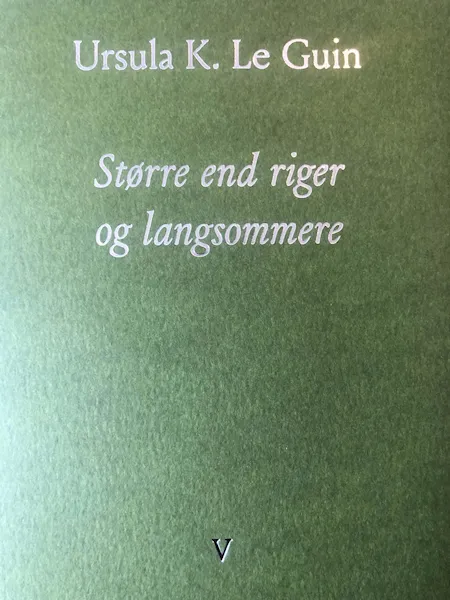 Ursula K. Le Guin
Større end riger
og langsommere
V